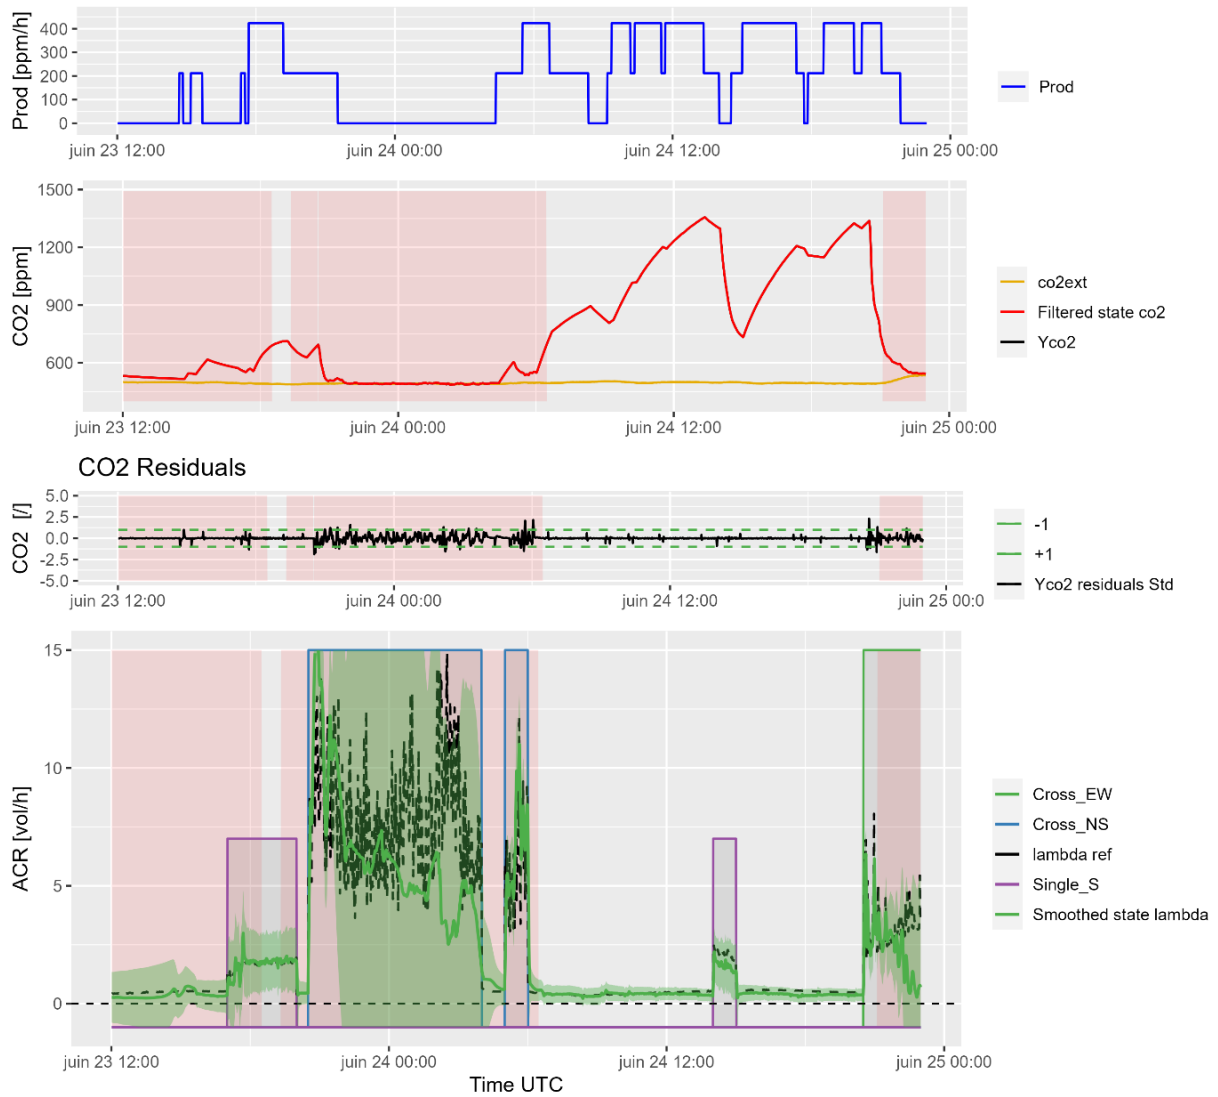 Prod [ppm/h]
400
300
200
100
0
juin 23 12:00 juin 24 00:00 juin 24 12:00 juin 25 00:00
Prod
CO2 [ppm]
1500
1200
900
600
juin 23 12:00 juin 24 00:00 juin 24 12:00 juin 25 00:00
co2ext
Filtered state co2
Yco2
CO2 Residuals
CO2 [/]
5.0
2.5
0.0
-2.5
-5.0
juin 23 12:00 juin 24 00:00 juin 24 12:00 juin 25 00:0
-1
+1
Yco2 residuals Std
ACR [vol/h]
15
10
5
0
juin 23 12:00 juin 24 00:00 juin 24 12:00 juin 25 00:00
Time UTC
Cross_EW
Cross_NS
lambda ref
Single_S
Smoothed state lambda